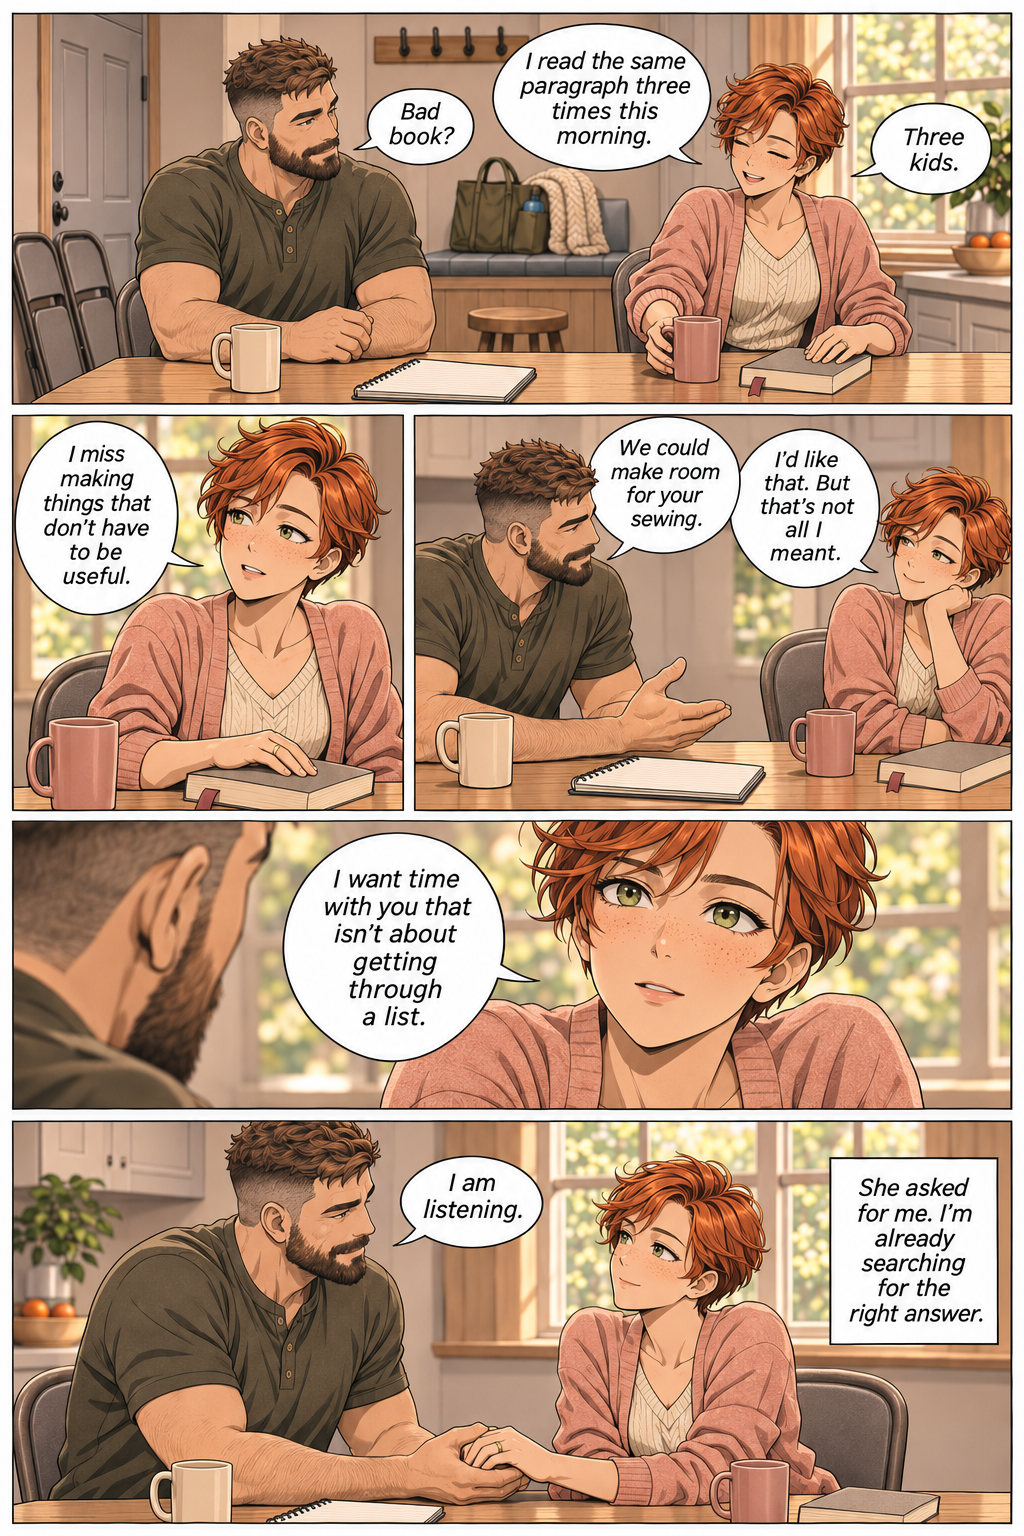 Bad
book?
I read the same
paragraph three
times this
morning.
Three
kids.
I miss
making
things that
don't have
to be
useful.
We could
make room
for your
sewing.
I'd like
that. But
that's not
all I
meant.
I want time
with you that
isn't about
getting
through
a list.
I am
listening.
She asked
for me. I'm
already
searching
for the
right answer.